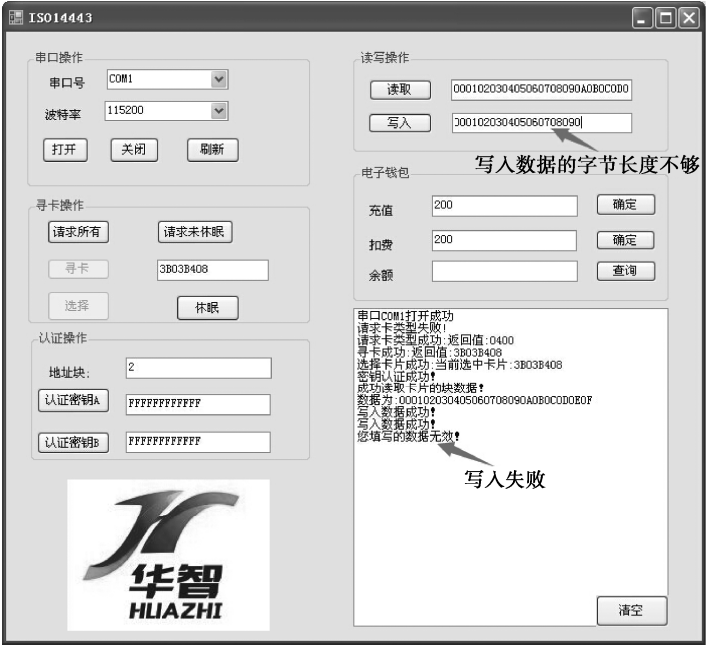 ISO14443
串口操作
串口号 COM1
波特率 115200
打开 关闭 刷新
寻卡操作
请求所有 请求未休眠
寻卡 3B03B408
选择 休眠
认证操作
地址块: 2
认证密钥A FFFFFFFFFFFF
认证密钥B FFFFFFFFFFFF
华智
HUAZHI
读写操作
读取 000102030405060708090A0B0C0D0
写入 000102030405060708090
写入数据的字节长度不够
电子钱包
充值 200 确定
扣费 200 确定
余额 查询
串口COM1打开成功
请求卡类型失败!
请求卡类型成功:返回值:0400
寻卡成功:返回值:3B03B408
选择卡片成功:当前选中卡片:3B03B408
密钥认证成功!
成功读取卡片的块数据!
数据为:000102030405060708090A0B0C0D0E0F
写入数据成功!
写入数据成功!
您填写的数据无效!
写入失败
清空